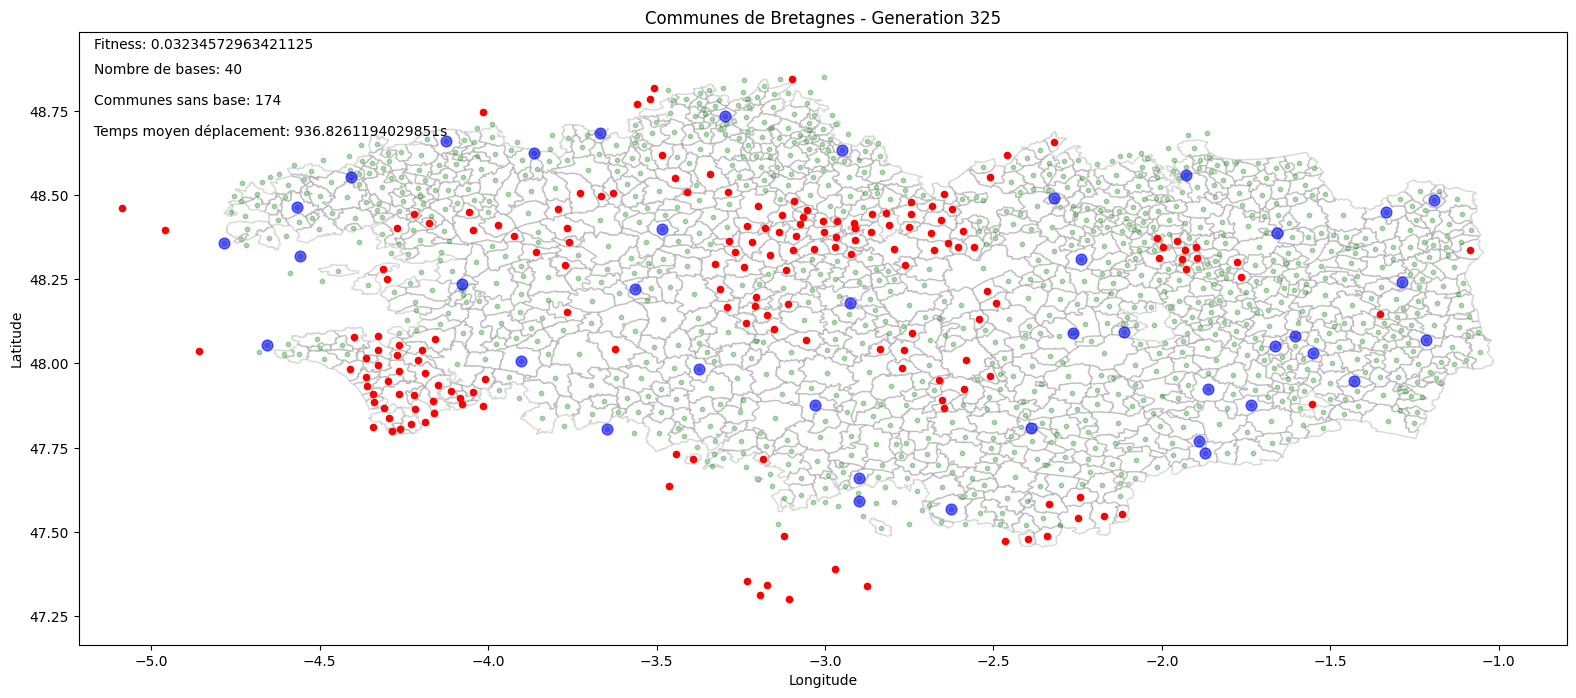 Communes de Bretagnes - Generation 325
Fitness: 0.03234572963421125
Nombre de bases: 40
Communes sans base: 174
Temps moyen déplacement: 936.8261194029851s
Latitude
48.75
48.50
48.25
48.00
47.75
47.50
47.25
−5.0 −4.5 −4.0 −3.5 −3.0 −2.5 −2.0 −1.5 −1.0
Longitude